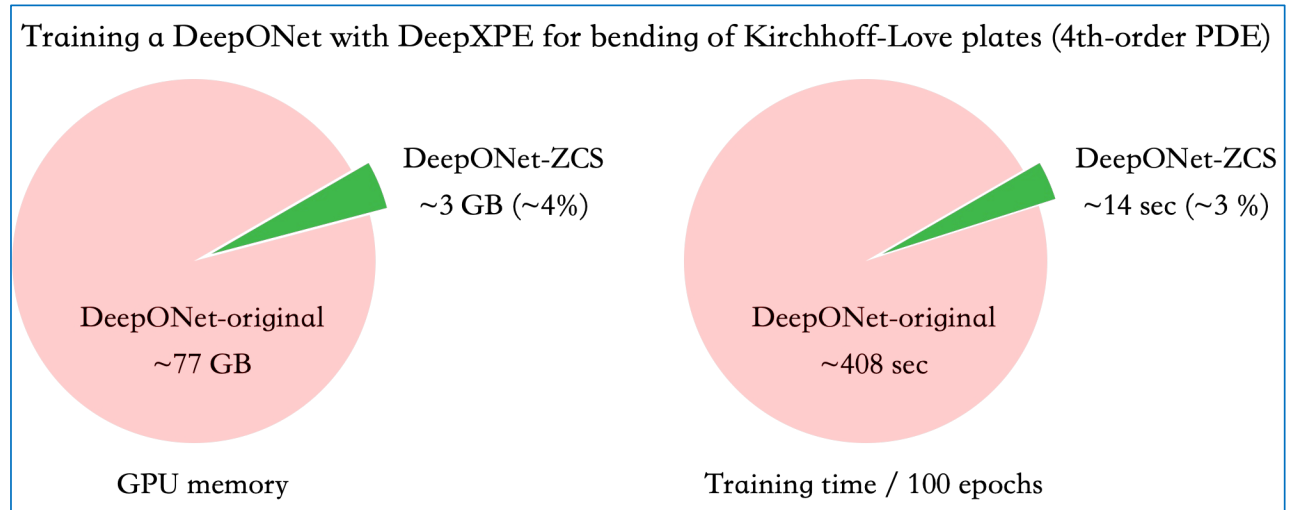 Training a DeepONet with DeepXPE for bending of Kirchhoff-Love plates (4th-order PDE)
DeepONet-ZCS
~3 GB (~4%)
DeepONet-original
~77 GB
GPU memory
DeepONet-ZCS
~14 sec (~3 %)
DeepONet-original
~408 sec
Training time / 100 epochs